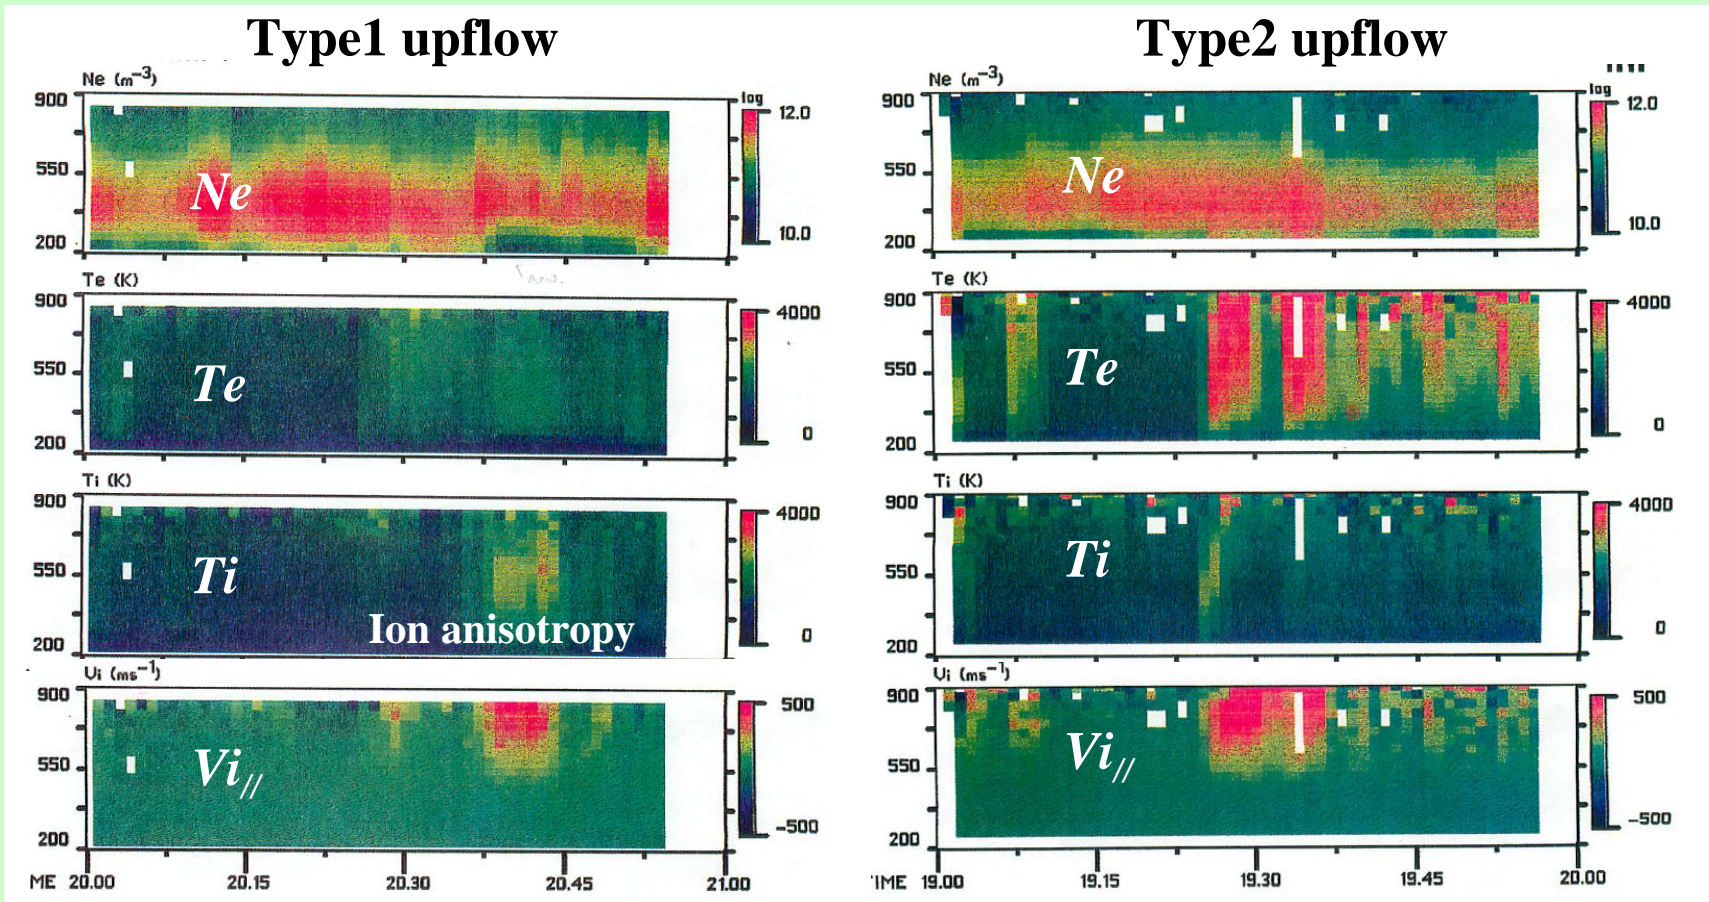 Type1 upflow
Ne (m⁻³)
900
550
200
log
12.0
10.0
Ne
Te (K)
900
550
200
4000
0
Te
Ti (K)
900
550
200
4000
0
Ti
Ion anisotropy
Vi (ms⁻¹)
900
550
200
500
-500
Vi//
ME 20.00 20.15 20.30 20.45 21.00
Type2 upflow
Ne (m⁻³)
900
550
200
log
12.0
10.0
Ne
Te (K)
900
550
200
4000
0
Te
Ti (K)
900
550
200
4000
0
Ti
Vi (ms⁻¹)
900
550
200
500
-500
Vi//
TIME 19.00 19.15 19.30 19.45 20.00